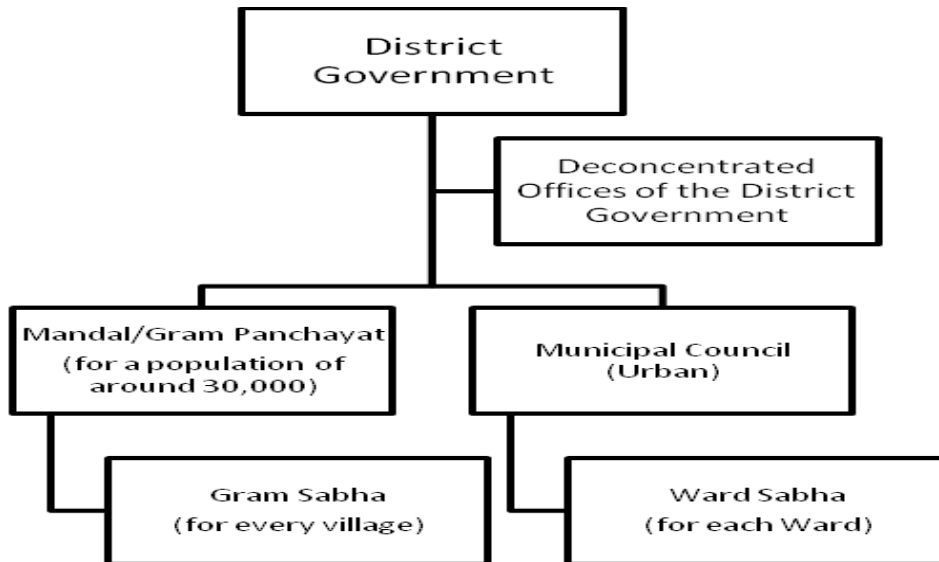 District
Government
Deconcentrated
Offices of the District
Government
Mandal/Gram Panchayat
(for a population of
around 30,000)
Municipal Council
(Urban)
Gram Sabha
(for every village)
Ward Sabha
(for each Ward)